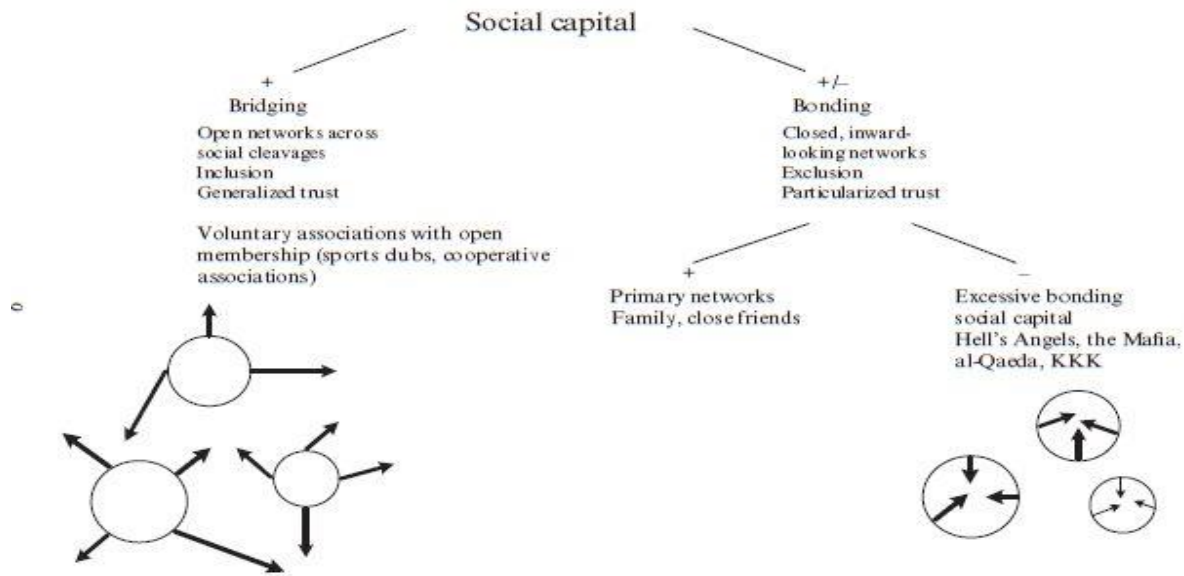 Social capital
+
Bridging
Open networks across
social cleavages
Inclusion
Generalized trust
Voluntary associations with open
membership (sports clubs, cooperative
associations)
+/–
Bonding
Closed, inward-
looking networks
Exclusion
Particularized trust
+
Primary networks
Family, close friends
–
Excessive bonding
social capital
Hell's Angels, the Mafia,
al-Qaeda, KKK
0